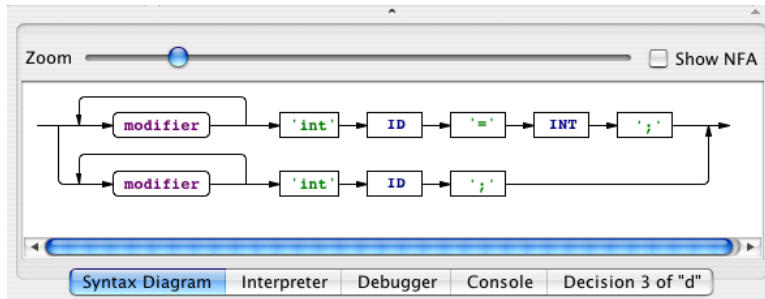 Zoom Show NFA
modifier 'int' ID '=' INT ';'
modifier 'int' ID ';'
Syntax Diagram Interpreter Debugger Console Decision 3 of "d"